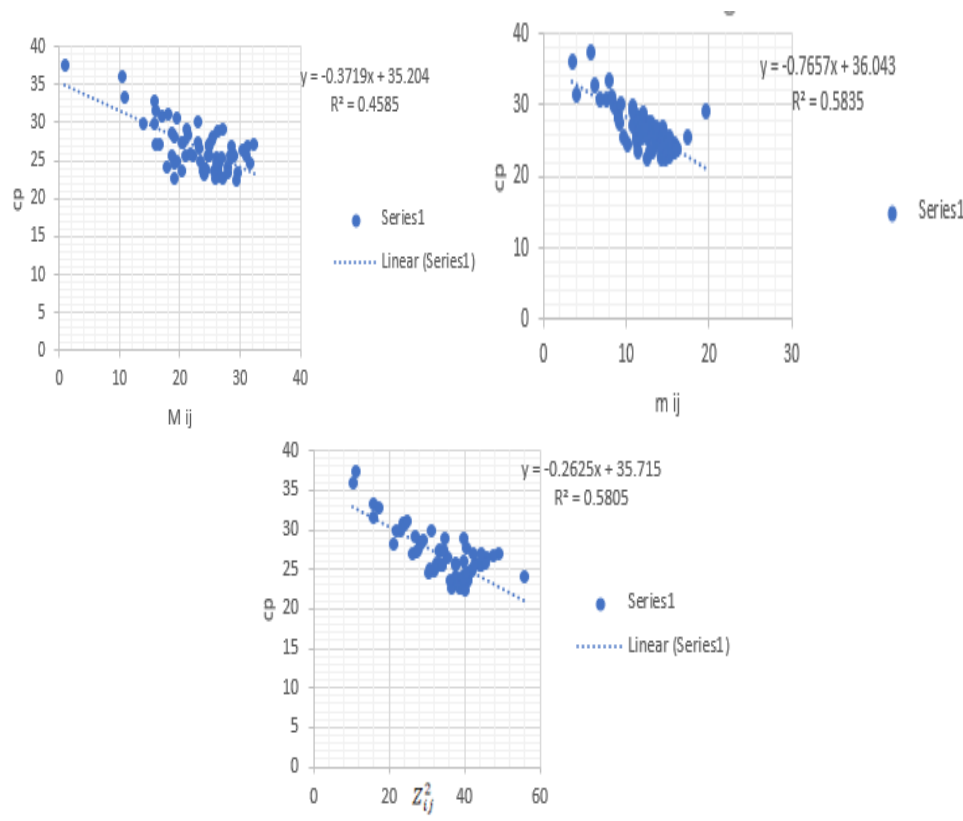 40
35
30
25
20
15
10
5
0
cp
0 10 20 30 40
M ij
y = -0.3719x + 35.204
R² = 0.4585
Series1
Linear (Series1)
40
30
20
10
0
cp
0 10 20 30
m ij
y = -0.7657x + 36.043
R² = 0.5835
Series1
40
35
30
25
20
15
10
5
0
cp
0 20 40 60
Z²ij
y = -0.2625x + 35.715
R² = 0.5805
Series1
Linear (Series1)